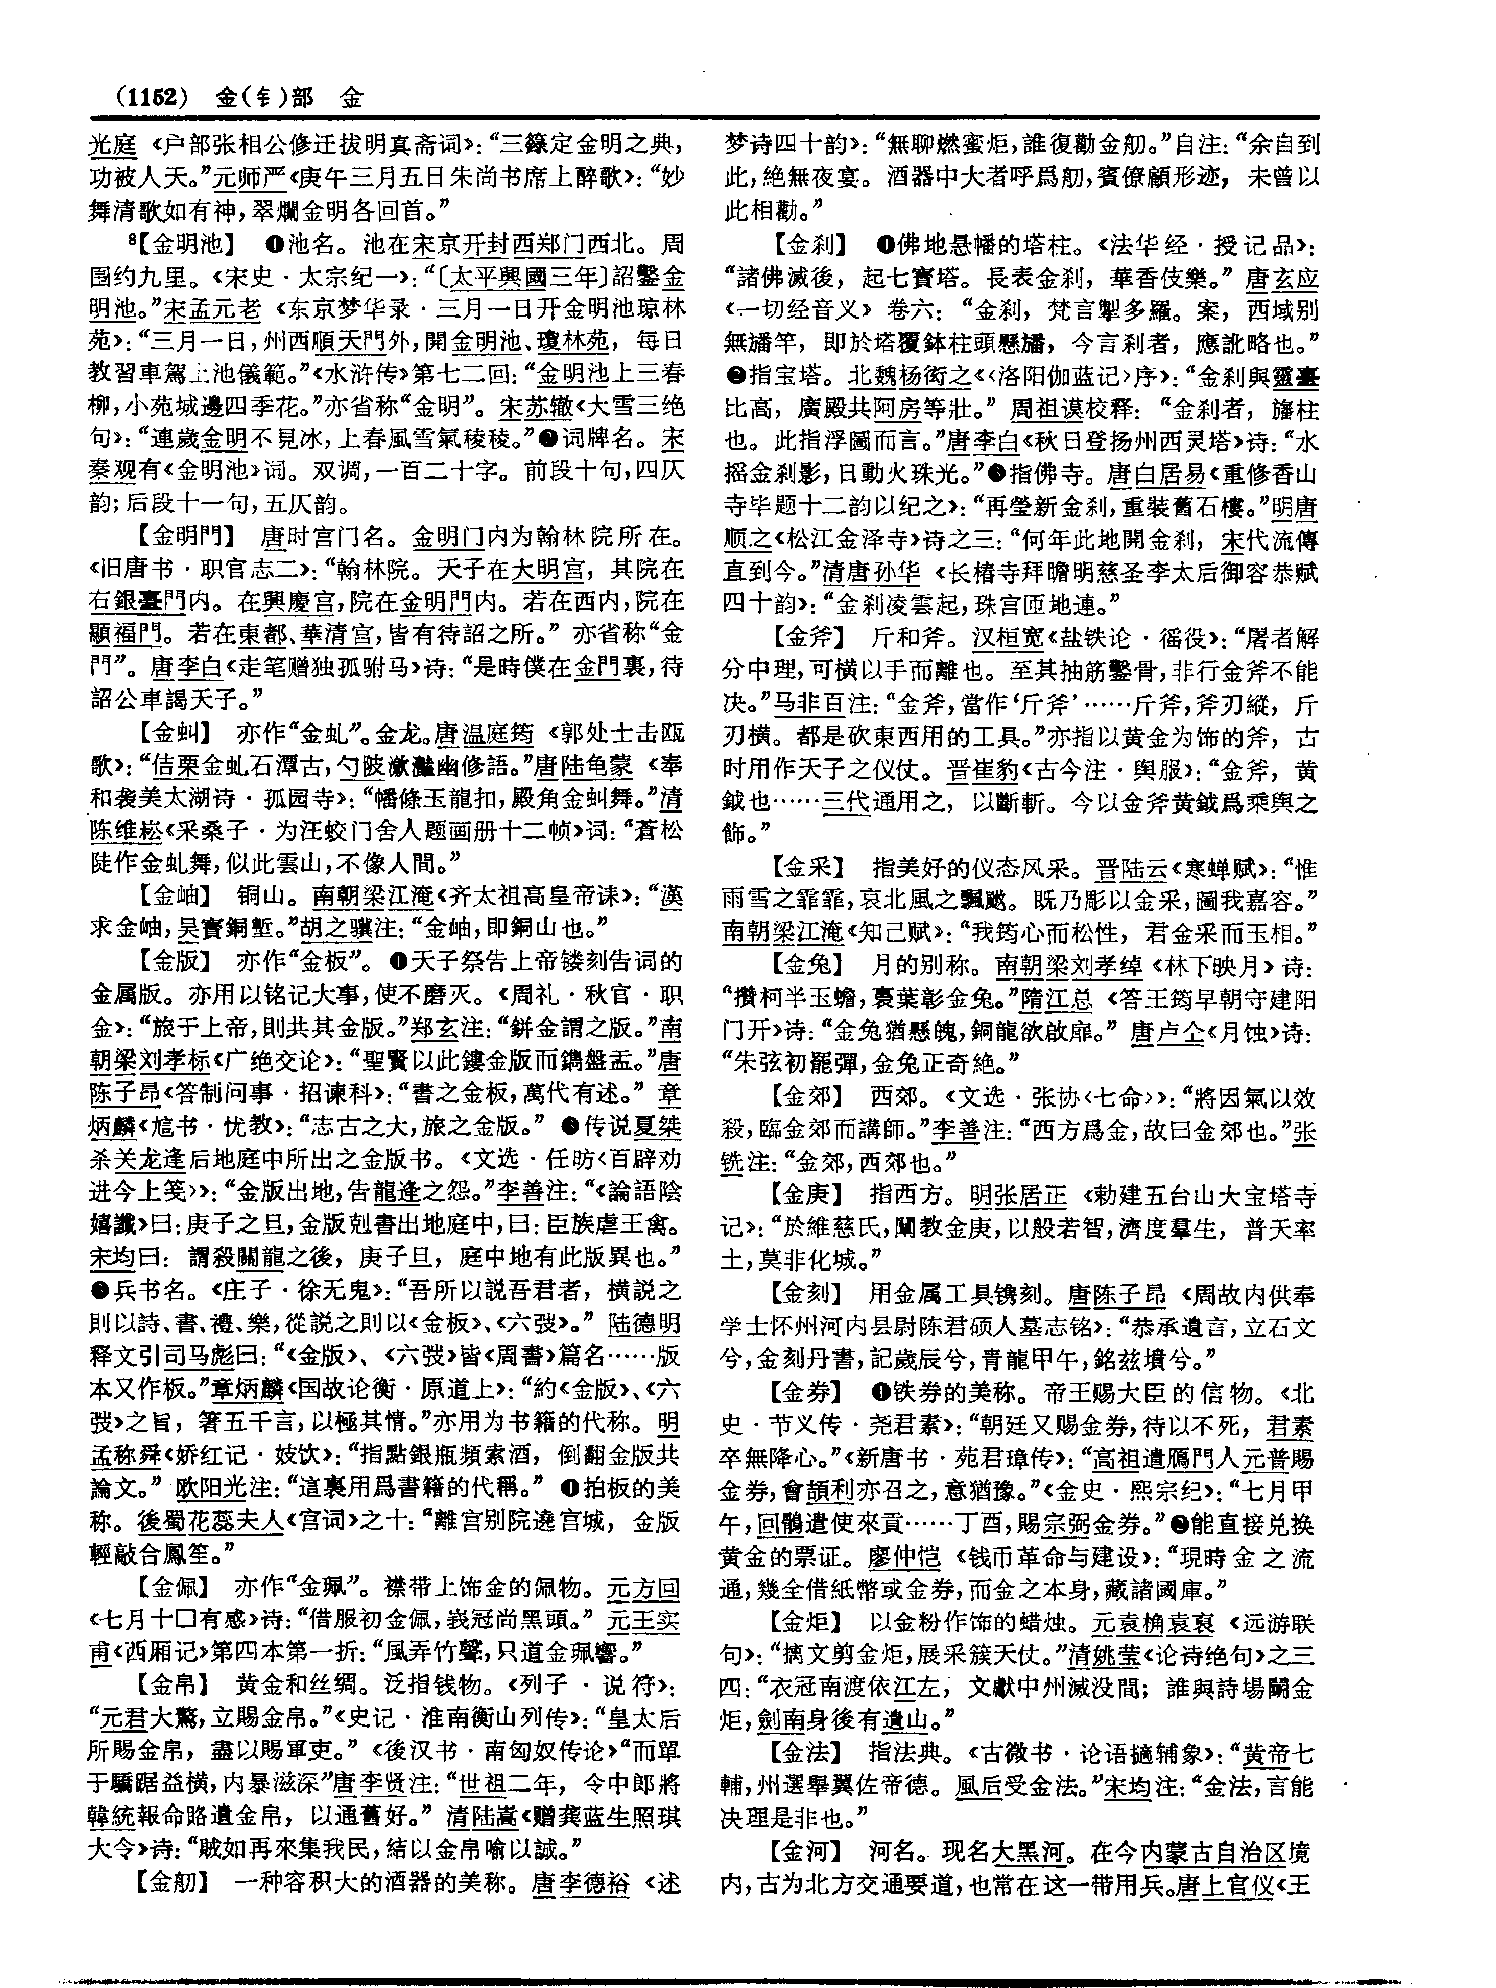 (1152) 金(钅)部 金
光庭《户部张相公修迁拔明真斋词》：“三籙定金明之典，
功被人天。”元师严《庚午三月五日朱尚书席上醉歌》：“妙
舞清歌如有神，翠爛金明各回首。”
⁸【金明池】 ❶池名。池在宋京开封西郑门西北。周
围约九里。《宋史·太宗纪一》：“〔太平興國三年〕詔鑿金
明池。”宋孟元老《东京梦华录·三月一日开金明池琼林
苑》：“三月一日，州西順天門外，開金明池、瓊林苑，每日
教習車駕上池儀範。”《水浒传》第七二回：“金明池上三春
柳，小苑城邊四季花。”亦省称“金明”。宋苏辙《大雪三绝
句》：“連歲金明不見冰，上春風雪氣稜稜。”❷词牌名。宋
秦观有《金明池》词。双调，一百二十字。前段十句，四仄
韵；后段十一句，五仄韵。
【金明門】 唐时宫门名。金明门内为翰林院所在。
《旧唐书·职官志二》：“翰林院。天子在大明宫，其院在
右銀臺門内。在興慶宫，院在金明門内。若在西内，院在
顯福門。若在東都、華清宫，皆有待詔之所。”亦省称“金
門”。唐李白《走笔赠独孤驸马》诗：“是時僕在金門裏，待
詔公車謁天子。”
【金虯】 亦作“金虬”。金龙。唐温庭筠《郭处士击瓯
歌》：“佶栗金虬石潭古，勺陂瀲灩幽修語。”唐陆龟蒙《奉
和袭美太湖诗·孤园寺》：“幡條玉龍扣，殿角金虯舞。”清
陈维崧《采桑子·为汪蛟门舍人题画册十二帧》词：“蒼松
陡作金虬舞，似此雲山，不像人間。”
【金岫】 铜山。南朝梁江淹《齐太祖高皇帝诔》：“漢
求金岫，吴寶銅塹。”胡之骥注：“金岫，即銅山也。”
【金版】 亦作“金板”。❶天子祭告上帝镂刻告词的
金属版。亦用以铭记大事，使不磨灭。《周礼·秋官·职
金》：“旅于上帝，則共其金版。”郑玄注：“鉼金謂之版。”南
朝梁刘孝标《广绝交论》：“聖賢以此鏤金版而鐫盤盂。”唐
陈子昂《答制问事·招谏科》：“書之金板，萬代有述。”章
炳麟《訄书·忧教》：“志古之大，旅之金版。”❷传说夏桀
杀关龙逄后地庭中所出之金版书。《文选·任昉〈百辟劝
进今上笺〉》：“金版出地，告龍逄之怨。”李善注：“《論語陰
嬉讖》曰：庚子之旦，金版剋書出地庭中，曰：臣族虐王禽。
宋均曰：謂殺關龍之後，庚子旦，庭中地有此版異也。”
❸兵书名。《庄子·徐无鬼》：“吾所以説吾君者，横説之
則以詩、書、禮、樂，從説之則以《金板》、《六弢》。”陆德明
释文引司马彪曰：“《金版》、《六弢》皆《周書》篇名……版
本又作板。”章炳麟《国故论衡·原道上》：“約《金版》、《六
弢》之旨，箸五千言，以極其情。”亦用为书籍的代称。明
孟称舜《娇红记·妓饮》：“指點銀瓶頻索酒，倒翻金版共
論文。”欧阳光注：“這裏用爲書籍的代稱。”❹拍板的美
称。後蜀花蕊夫人《宫词》之十：“離宫别院遶宫城，金版
輕敲合鳳笙。”
【金佩】 亦作“金珮”。襟带上饰金的佩物。元方回
《七月十囗有感》诗：“借服初金佩，峩冠尚黑頭。”元王实
甫《西厢记》第四本第一折：“風弄竹聲，只道金珮響。”
【金帛】 黄金和丝绸。泛指钱物。《列子·说符》：
“元君大驚，立賜金帛。”《史记·淮南衡山列传》：“皇太后
所賜金帛，盡以賜軍吏。”《後汉书·南匈奴传论》“而單
于驕踞益横，内暴滋深”唐李贤注：“世祖二年，令中郎將
韓統報命賂遺金帛，以通舊好。”清陆嵩《赠龚蓝生照琪
大令》诗：“賊如再來集我民，結以金帛喻以誠。”
【金舠】 一种容积大的酒器的美称。唐李德裕《述
梦诗四十韵》：“無聊燃蜜炬，誰復勸金舠。”自注：“余自到
此，絶無夜宴。酒器中大者呼爲舠，賓僚顧形迹，未曾以
此相勸。”
【金刹】 ❶佛地悬幡的塔柱。《法华经·授记品》：
“諸佛滅後，起七寶塔。長表金刹，華香伎樂。”唐玄应
《一切经音义》卷六：“金刹，梵言掣多羅。案，西域别
無旛竿，即於塔覆鉢柱頭懸旛，今言刹者，應訛略也。”
❷指宝塔。北魏杨衒之《〈洛阳伽蓝记〉序》：“金刹與靈臺
比高，廣殿共阿房等壯。”周祖谟校释：“金刹者，旛柱
也。此指浮圖而言。”唐李白《秋日登扬州西灵塔》诗：“水
摇金刹影，日動火珠光。”❸指佛寺。唐白居易《重修香山
寺毕题十二韵以纪之》：“再瑩新金刹，重裝舊石樓。”明唐
顺之《松江金泽寺》诗之三：“何年此地開金刹，宋代流傳
直到今。”清唐孙华《长椿寺拜瞻明慈圣李太后御容恭赋
四十韵》：“金刹凌雲起，珠宫匝地連。”
【金斧】 斤和斧。汉桓宽《盐铁论·徭役》：“屠者解
分中理，可横以手而離也。至其抽筋鑿骨，非行金斧不能
决。”马非百注：“金斧，當作‘斤斧’……斤斧，斧刃縱，斤
刃横。都是砍東西用的工具。”亦指以黄金为饰的斧，古
时用作天子之仪仗。晋崔豹《古今注·舆服》：“金斧，黄
鉞也……三代通用之，以斷斬。今以金斧黄鉞爲乘輿之
飾。”
【金采】 指美好的仪态风采。晋陆云《寒蝉赋》：“惟
雨雪之霏霏，哀北風之飄颻。既乃彫以金采，圖我嘉容。”
南朝梁江淹《知己赋》：“我筠心而松性，君金采而玉相。”
【金兔】 月的别称。南朝梁刘孝绰《林下映月》诗：
“攢柯半玉蟾，裛葉彰金兔。”隋江总《答王筠早朝守建阳
门开》诗：“金兔猶懸魄，銅龍欲啟扉。”唐卢仝《月蚀》诗：
“朱弦初罷彈，金兔正奇絶。”
【金郊】 西郊。《文选·张协〈七命〉》：“將因氣以效
殺，臨金郊而講師。”李善注：“西方爲金，故曰金郊也。”张
铣注：“金郊，西郊也。”
【金庚】 指西方。明张居正《勑建五台山大宝塔寺
记》：“於維慈氏，闡教金庚，以般若智，濟度羣生，普天率
土，莫非化城。”
【金刻】 用金属工具镌刻。唐陈子昂《周故内供奉
学士怀州河内县尉陈君硕人墓志铭》：“恭承遺言，立石文
兮，金刻丹書，記歲辰兮，青龍甲午，銘兹墳兮。”
【金券】 ❶铁券的美称。帝王赐大臣的信物。《北
史·节义传·尧君素》：“朝廷又賜金券，待以不死，君素
卒無降心。”《新唐书·苑君璋传》：“高祖遣鴈門人元普賜
金券，會頡利亦召之，意猶豫。”《金史·熙宗纪》：“七月甲
午，回鶻遣使來貢……丁酉，賜宗弼金券。”❷能直接兑换
黄金的票证。廖仲恺《钱币革命与建设》：“現時金之流
通，幾全借紙幣或金券，而金之本身，藏諸國庫。”
【金炬】 以金粉作饰的蜡烛。元袁桷袁裒《远游联
句》：“摛文剪金炬，展采簇天仗。”清姚莹《论诗绝句》之三
四：“衣冠南渡依江左，文獻中州滅没間；誰與詩場鬬金
炬，劍南身後有遺山。”
【金法】 指法典。《古微书·论语摘辅象》：“黄帝七
輔，州選舉翼佐帝德。風后受金法。”宋均注：“金法，言能
决理是非也。”
【金河】 河名。现名大黑河。在今内蒙古自治区境
内，古为北方交通要道，也常在这一带用兵。唐上官仪《王